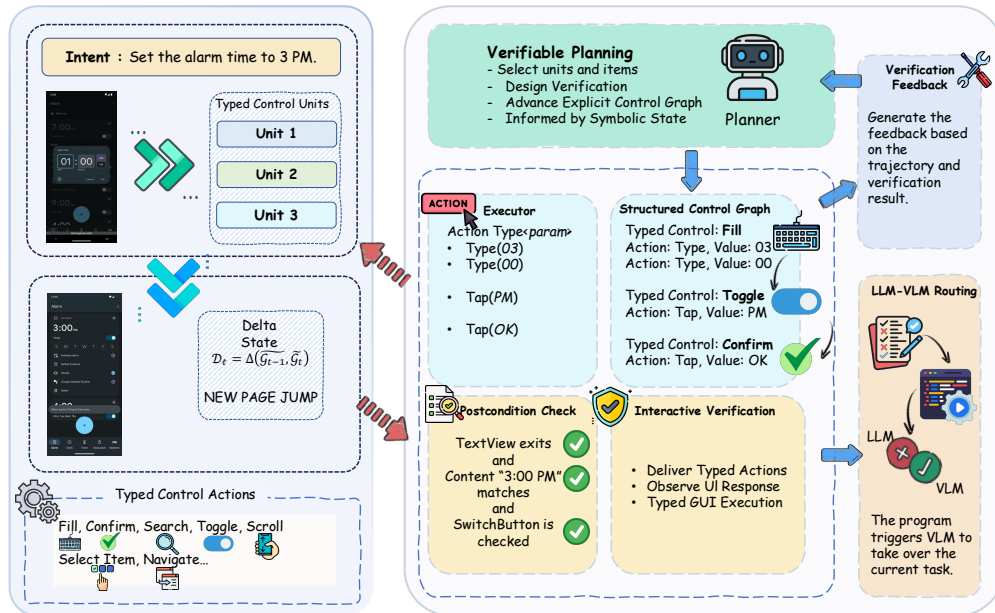 Intent : Set the alarm time to 3 PM.
Typed Control Units
Unit 1
Unit 2
Unit 3
01 : 00
Alarm
3:00 PM
Delta
State
𝒟ₜ = Δ(G̃ₜ₋₁, G̃ₜ)
NEW PAGE JUMP
Typed Control Actions
Fill, Confirm, Search, Toggle, Scroll
Select Item, Navigate...
Verifiable Planning
- Select units and items
- Design Verification
- Advance Explicit Control Graph
- Informed by Symbolic State
Planner
Verification
Feedback
Generate the
feedback based
on the
trajectory and
verification
result.
ACTION
Executor
Action Type<param>
• Type(03)
• Type(00)
• Tap(PM)
• Tap(OK)
Structured Control Graph
Typed Control: Fill
Action: Type, Value: 03
Action: Type, Value: 00
Typed Control: Toggle
Action: Tap, Value: PM
Typed Control: Confirm
Action: Tap, Value: OK
Postcondition Check
TextView exits
and
Content “3:00 PM”
matches
and
SwitchButton is
checked
Interactive Verification
• Deliver Typed Actions
• Observe UI Response
• Typed GUI Execution
LLM-VLM Routing
LLM
VLM
The program
triggers VLM to
take over the
current task.